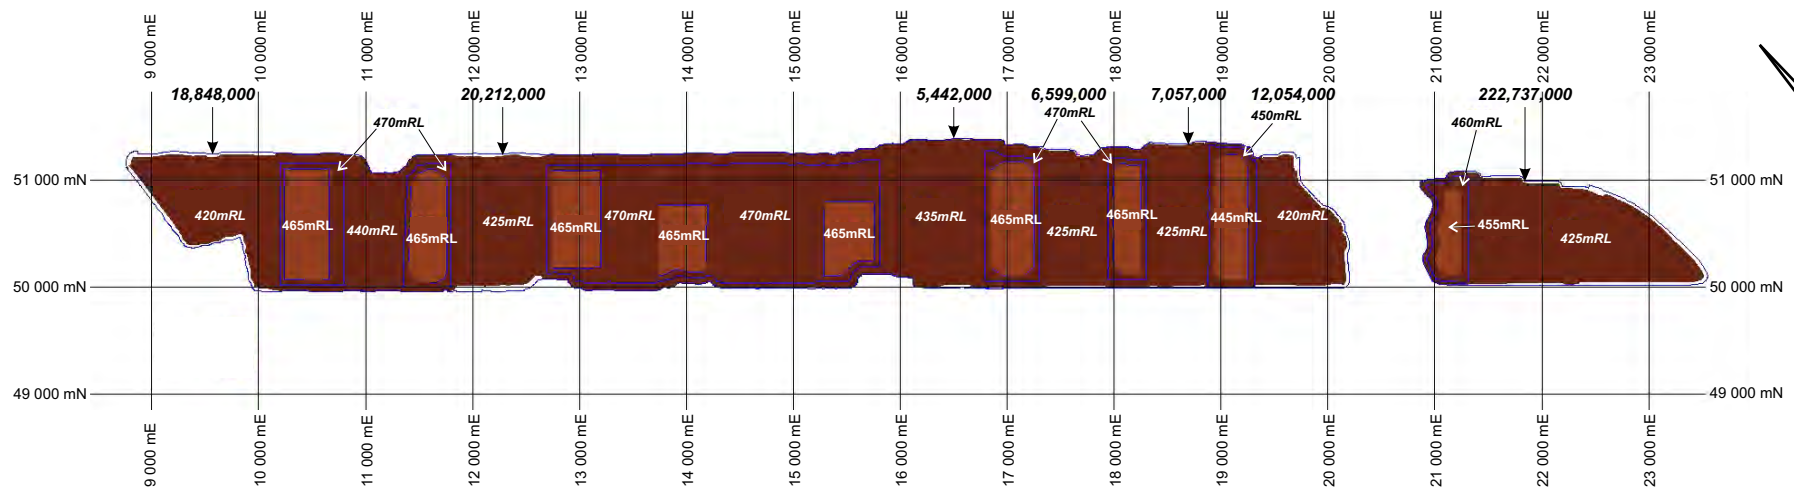 9 000 mE
10 000 mE
11 000 mE
12 000 mE
13 000 mE
14 000 mE
15 000 mE
16 000 mE
17 000 mE
18 000 mE
19 000 mE
20 000 mE
21 000 mE
22 000 mE
23 000 mE
18,848,000
20,212,000
5,442,000
6,599,000
7,057,000
12,054,000
222,737,000
470mRL
470mRL
450mRL
460mRL
51 000 mN
51 000 mN
420mRL
465mRL
440mRL
465mRL
425mRL
465mRL
470mRL
465mRL
470mRL
465mRL
435mRL
465mRL
425mRL
465mRL
425mRL
445mRL
420mRL
455mRL
425mRL
50 000 mN
50 000 mN
49 000 mN
49 000 mN
9 000 mE
10 000 mE
11 000 mE
12 000 mE
13 000 mE
14 000 mE
15 000 mE
16 000 mE
17 000 mE
18 000 mE
19 000 mE
20 000 mE
21 000 mE
22 000 mE
23 000 mE